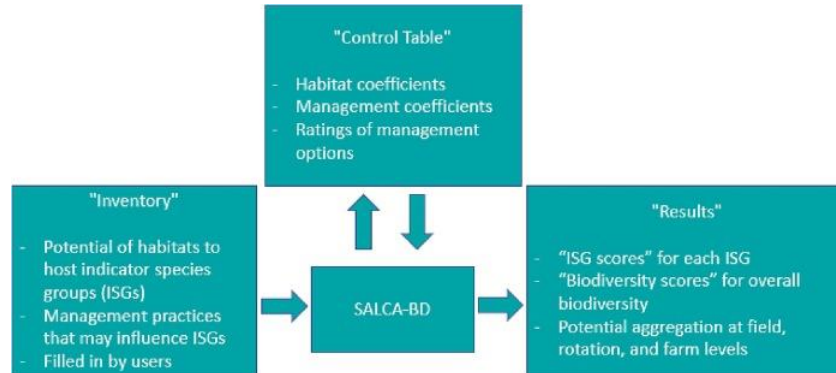 "Control Table"
- Habitat coefficients
- Management coefficients
- Ratings of management
options
"Inventory"
- Potential of habitats to
host indicator species
groups (ISGs)
- Management practices
that may influence ISGs
- Filled in by users
SALCA-BD
"Results"
- "ISG scores" for each ISG
- "Biodiversity scores" for overall
biodiversity
- Potential aggregation at field,
rotation, and farm levels